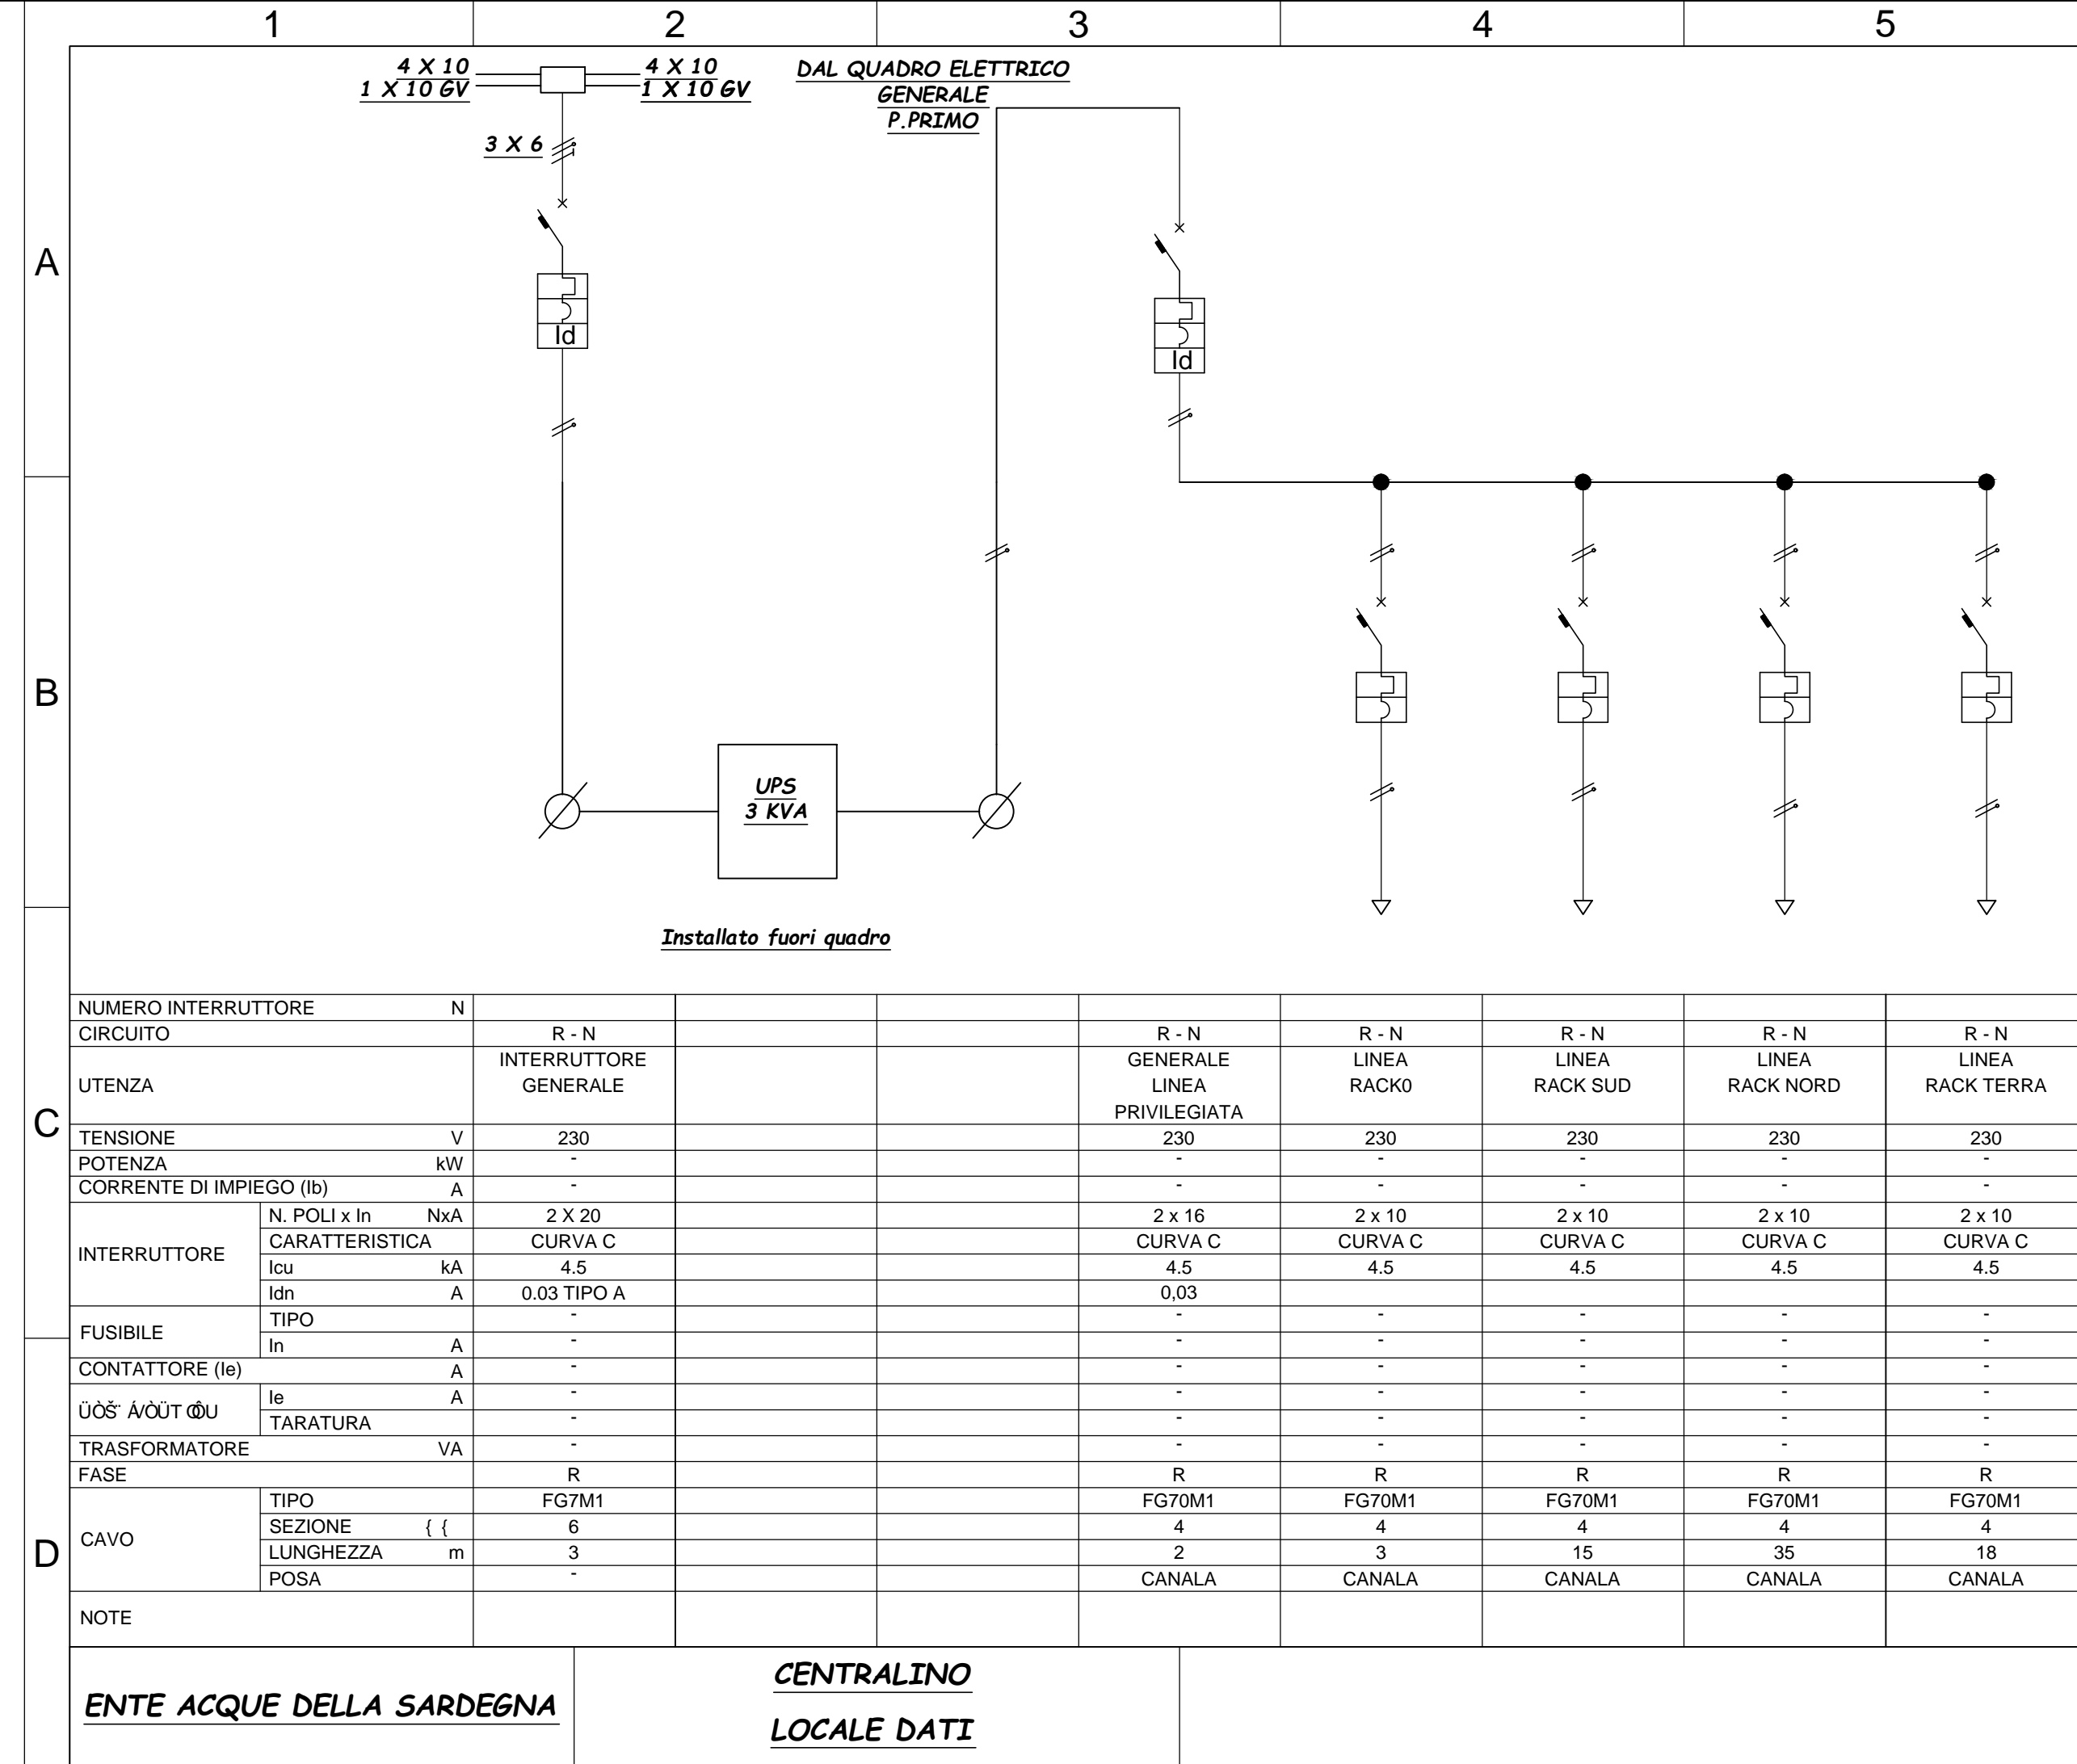 1 2 3 4 5
4 X 10
1 X 10 GV
4 X 10
1 X 10 GV
DAL QUADRO ELETTRICO
GENERALE
P.PRIMO
3 X 6
A
Id
Id
B
UPS
3 KVA
Installato fuori quadro
C
NUMERO INTERRUTTORE N
CIRCUITO R - N R - N R - N R - N R - N R - N
UTENZA
INTERRUTTORE
GENERALE
GENERALE
LINEA
PRIVILEGIATA
LINEA
RACK0
LINEA
RACK SUD
LINEA
RACK NORD
LINEA
RACK TERRA
TENSIONE V 230 230 230 230 230 230
POTENZA kW - - - - - -
CORRENTE DI IMPIEGO (Ib) A - - - - - -
INTERRUTTORE
N. POLI x In NxA 2 X 20 2 x 16 2 x 10 2 x 10 2 x 10 2 x 10
CARATTERISTICA CURVA C CURVA C CURVA C CURVA C CURVA C CURVA C
Icu kA 4.5 4.5 4.5 4.5 4.5 4.5
Idn A 0.03 TIPO A 0,03
FUSIBILE
TIPO - - - - - -
In A - - - - - -
CONTATTORE (Ie) A - - - - - -
Ie A - - - - - -
TARATURA - - - - - -
TRASFORMATORE VA - - - - - -
FASE R R R R R R
D
CAVO
TIPO FG7M1 FG70M1 FG70M1 FG70M1 FG70M1 FG70M1
SEZIONE { { 6 4 4 4 4 4
LUNGHEZZA m 3 2 3 15 35 18
POSA - CANALA CANALA CANALA CANALA CANALA
NOTE
ENTE ACQUE DELLA SARDEGNA
CENTRALINO
LOCALE DATI